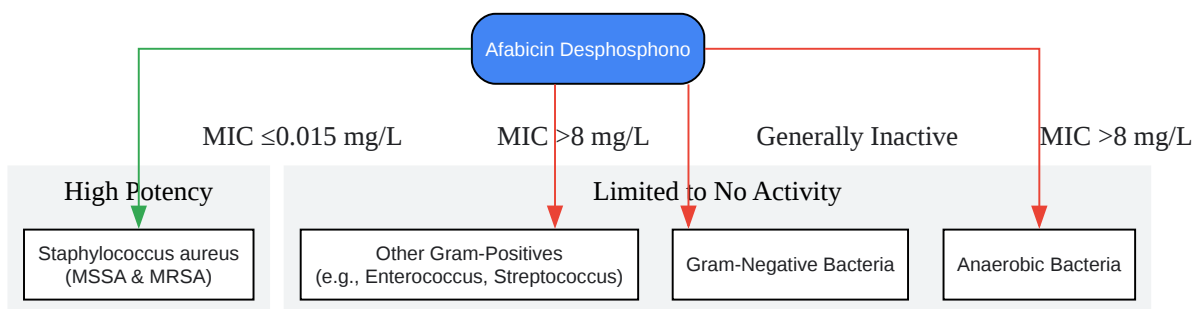 Afabicin Desphosphono
MIC ≤0.015 mg/L
MIC >8 mg/L
Generally Inactive
MIC >8 mg/L
High Potency
Limited to No Activity
Staphylococcus aureus
(MSSA & MRSA)
Other Gram-Positives
(e.g., Enterococcus, Streptococcus)
Gram-Negative Bacteria
Anaerobic Bacteria